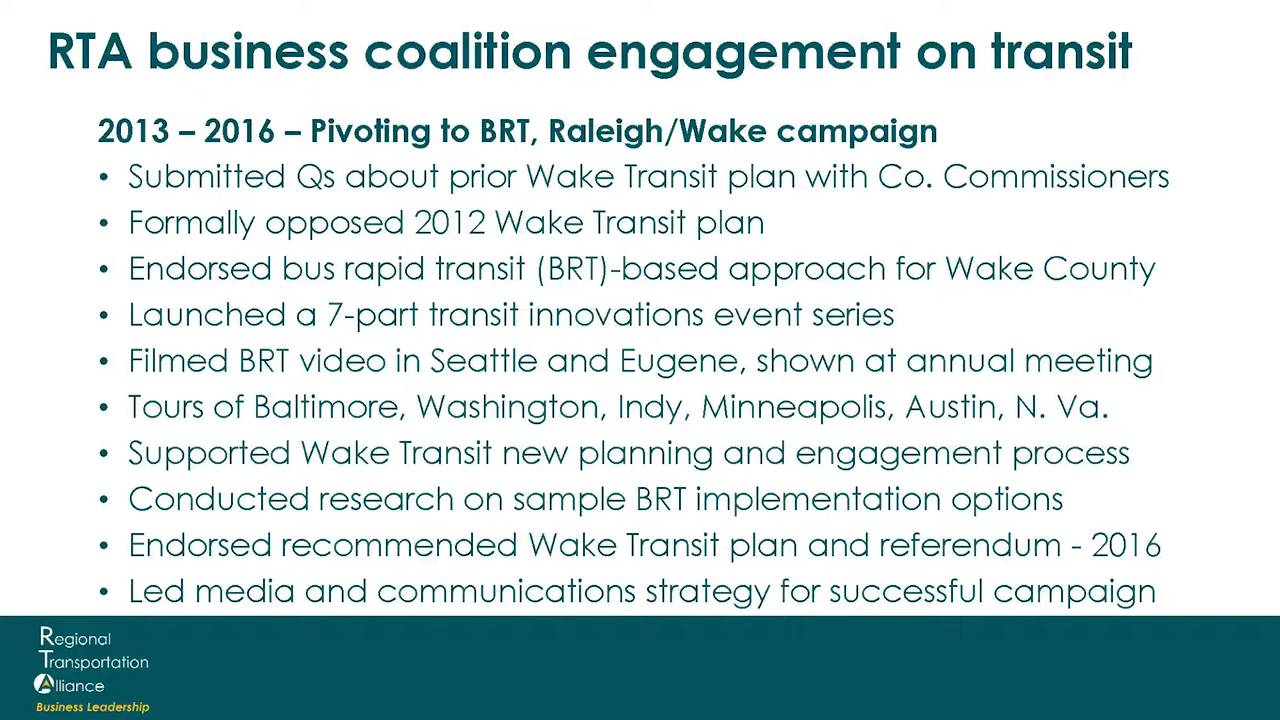 RTA business coalition engagement on transit
2013 – 2016 – Pivoting to BRT, Raleigh/Wake campaign
• Submitted Qs about prior Wake Transit plan with Co. Commissioners
• Formally opposed 2012 Wake Transit plan
• Endorsed bus rapid transit (BRT)-based approach for Wake County
• Launched a 7-part transit innovations event series
• Filmed BRT video in Seattle and Eugene, shown at annual meeting
• Tours of Baltimore, Washington, Indy, Minneapolis, Austin, N. Va.
• Supported Wake Transit new planning and engagement process
• Conducted research on sample BRT implementation options
• Endorsed recommended Wake Transit plan and referendum - 2016
• Led media and communications strategy for successful campaign
Regional
Transportation
Alliance
Business Leadership